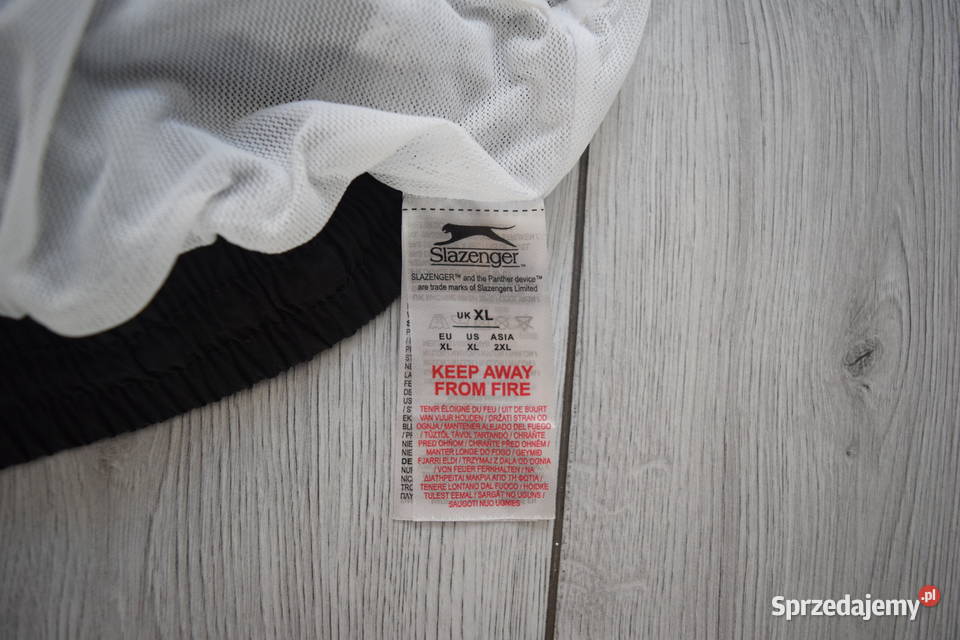 Slazenger™
SLAZENGER™ and the Panther device™
are trade marks of Slazengers Limited
UK XL
EU US ASIA
XL XL 2XL
KEEP AWAY
FROM FIRE
TENIR ÉLOIGNÉ DU FEU / UIT DE BUURT
VAN VUUR HOUDEN / DRŽATI STRAN OD
OGNJA / MANTENER ALEJADO DEL FUEGO
/ TŰZTŐL TÁVOL TARTANDÓ / CHRÁŇTE
PRED OHŇOM / CHRAŇTE PŘED OHNĚM /
MANTER LONGE DO FOGO / GEYMIÐ
FJARRI ELDI / TRZYMAJ Z DALA OD OGNIA
/ VON FEUER FERNHALTEN / ΝΑ
ΔΙΑΤΗΡΕΙΤΑΙ ΜΑΚΡΙΑ ΑΠΟ ΤΗ ΦΩΤΙΑ /
TENERE LONTANO DAL FUOCO / HOIDKE
TULEST EEMAL / SARGĀT NO UGUNS /
SAUGOTI NUO UGNIES
Sprzedajemy.pl